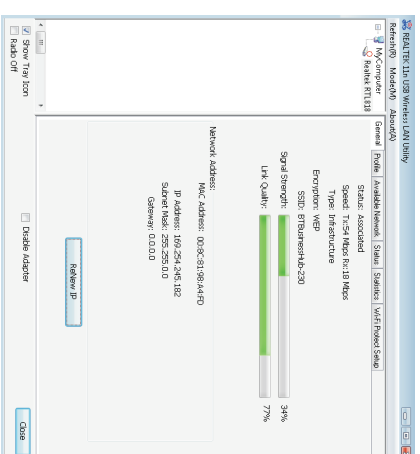 REALTEK 11n USB Wireless LAN Utility
Refresh(R) Mode(M) About(A)
MyComputer
Realtek RTL818
General Profile Available Network Status Statistics Wi-Fi Protect Setup
Status: Associated
Speed: Tx:54 Mbps Rx:18 Mbps
Type: Infrastructure
Encryption: WEP
SSID: BTBusinessHub-230
Signal Strength: 34%
Link Quality: 77%
Network Address:
MAC Address: 00:8C:81:98:A4:FD
IP Address: 169.254.245.182
Subnet Mask: 255.255.0.0
Gateway: 0.0.0.0
ReNew IP
Show Tray Icon
Radio Off
Disable Adapter
Close